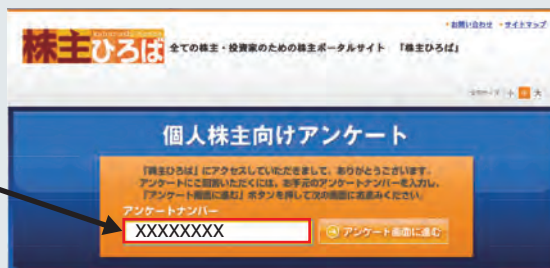 ・お問い合わせ ・サイトマップ
株主ひろば 全ての株主・投資家のための株主ポータルサイト 「株主ひろば」
小 中 大
個人株主向けアンケート
「株主ひろば」にアクセスしていただきまして、ありがとうございます。
アンケートにご回答いただくには、お手元のアンケートナンバーを入力し、
「アンケート画面に進む」ボタンを押して次の画面にお進みください。
アンケートナンバー
XXXXXXXX アンケート画面に進む